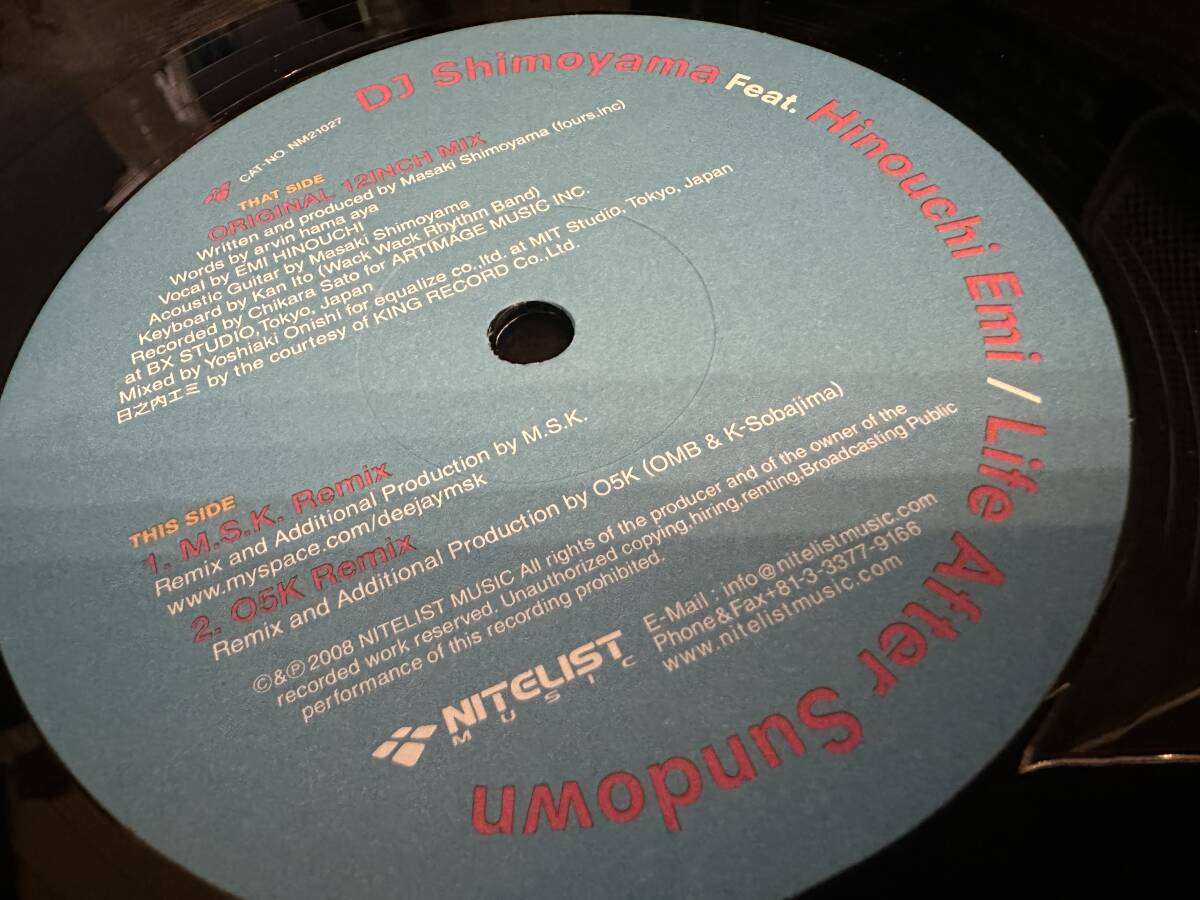 DJ Shimoyama Feat. Hinouchi Emi / Life After Sundown
CAT-NO. NM21027
THAT SIDE
ORIGINAL 12INCH MIX
Written and produced by Masaki Shimoyama (fours.inc)
Words by arvin hama aya
Vocal by EMI HINOUCHI
Acoustic Guitar by Masaki Shimoyama
Keyboard by Kan Ito (Wack Wack Rhythm Band)
Recorded by Chikara Sato for ARTIMAGE MUSIC INC.
at BX STUDIO,Tokyo, Japan
Mixed by Yoshiaki Onishi for equalize co.,ltd. at MIT Studio, Tokyo, Japan
日之内エミ by the courtesy of KING RECORD Co.,Ltd.
THIS SIDE
1. M.S.K. Remix
Remix and Additional Production by M.S.K.
www.myspace.com/deejaymsk
2. O5K Remix
Remix and Additional Production by O5K (OMB & K-Sobajima)
©&Ⓟ 2008 NITELIST MUSIC All rights of the producer and of the owner of the
recorded work reserved. Unauthorized copying,hiring,renting,Broadcasting Public
performance of this recording prohibited.
NITELIST
MUSIC
E-Mail : info@nitelistmusic.com
Phone&Fax+81-3-3377-9166
www.nitelistmusic.com